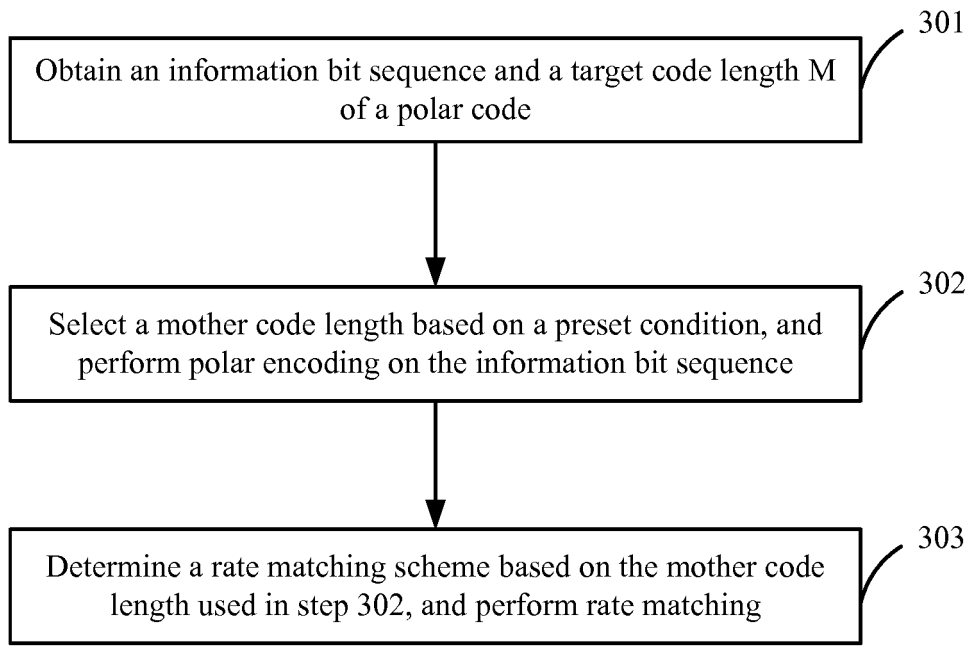 301
Obtain an information bit sequence and a target code length M
of a polar code
302
Select a mother code length based on a preset condition, and
perform polar encoding on the information bit sequence
303
Determine a rate matching scheme based on the mother code
length used in step 302, and perform rate matching